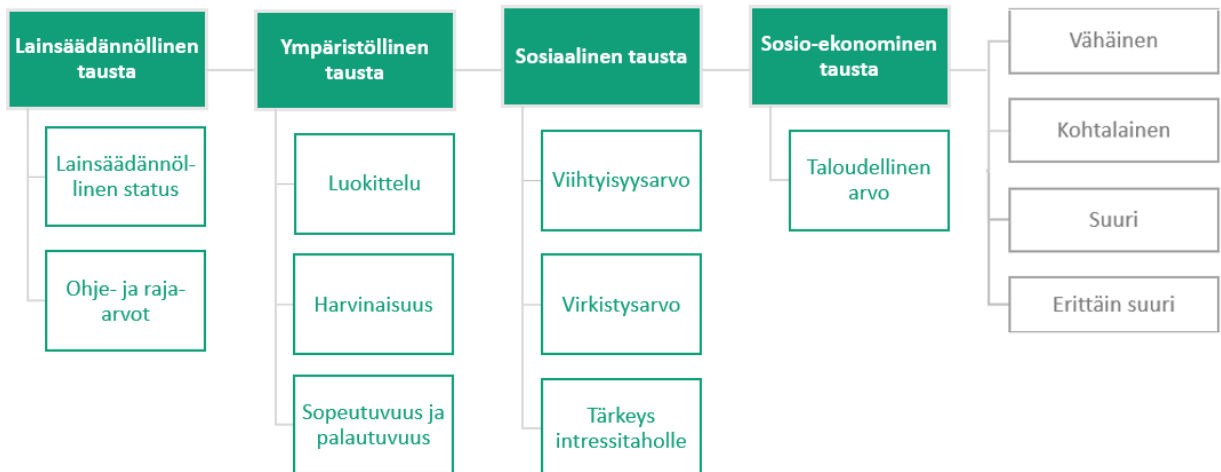 Lainsäädännöllinen
tausta
Lainsäädännöl-
linen status
Ohje- ja raja-
arvot
Ympäristöllinen
tausta
Luokittelu
Harvinaisuus
Sopeutuvuus ja
palautuvuus
Sosiaalinen tausta
Viihtyisyysarvo
Virkistysarvo
Tärkeys
intressitaholle
Sosio-ekonominen
tausta
Taloudellinen
arvo
Vähäinen
Kohtalainen
Suuri
Erittäin suuri